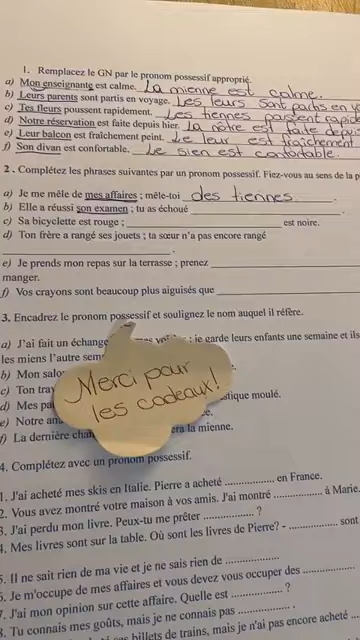 1. Remplacez le GN par le pronom possessif approprié.
a) Mon enseignante est calme. La mienne est calme.
b) Leurs parents sont partis en voyage. Les leurs sont partis en
c) Tes fleurs poussent rapidement. Les tiennes
d) Notre réservation est faite depuis hier. La nôtre est faite depuis
e) Leur balcon est fraîchement peint. Le leur est fraîchement
f) Son divan est confortable. Le sien est confortable.
2. Complétez les phrases suivantes par un pronom possessif. Fiez-vous au sens de la
a) Je me mêle de mes affaires ; mêle-toi des tiennes.
b) Elle a réussi son examen ; tu as échoué
c) Sa bicyclette est rouge ; est noire.
d) Ton frère a rangé ses jouets ; ta sœur n'a pas encore rangé
e) Je prends mon repas sur la terrasse ; prenez
manger.
f) Vos crayons sont beaucoup plus aiguisés que
3. Encadrez le pronom possessif et soulignez le nom auquel il réfère.
a) J'ai fait un échange ; je garde leurs enfants une semaine et ils
les miens l'autre
b) Mon
c) Ton
d) Mes moulé.
e) Notre
f) La dernière era la mienne.
Merci pour
les cadeaux!
4. Complétez avec un pronom possessif.
1. J'ai acheté mes skis en Italie. Pierre a acheté .................. en France.
2. Vous avez montré votre maison à vos amis. J'ai montré .................. à Marie.
3. J'ai perdu mon livre. Peux-tu me prêter .................. ?
4. Mes livres sont sur la table. Où sont les livres de Pierre? - .................. sont
5. Il ne sait rien de ma vie et je ne sais rien de ..................
6. Je m'occupe de mes affaires et vous devez vous occuper des ..................
7. J'ai mon opinion sur cette affaire. Quelle est .................. ?
8. Tu connais mes goûts, mais je ne connais pas ..................
billets de trains, mais je n'ai pas encore acheté